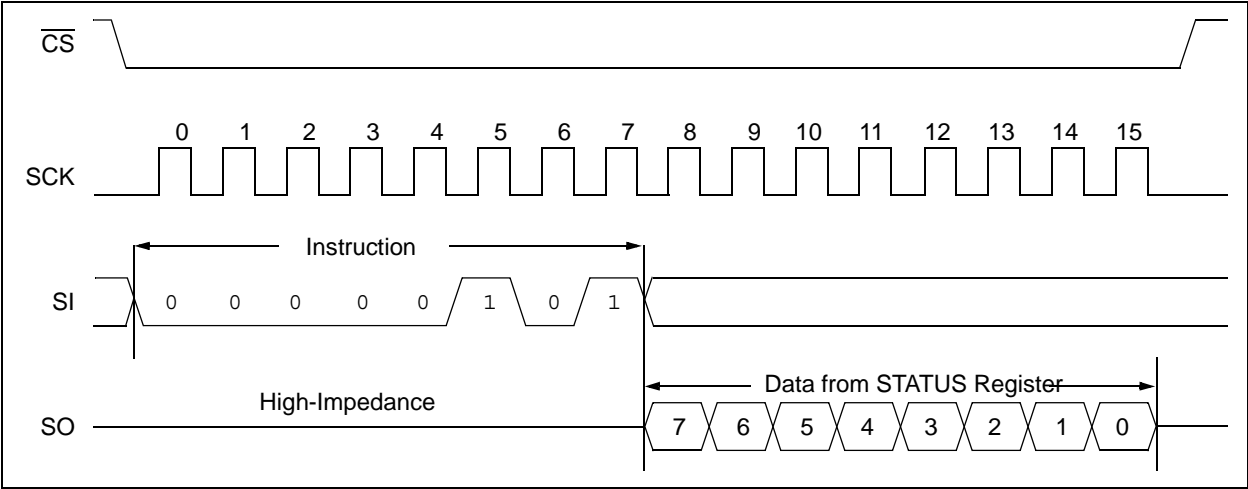 CS
0 1 2 3 4 5 6 7 8 9 10 11 12 13 14 15
SCK
Instruction
SI 0 0 0 0 0 1 0 1
Data from STATUS Register
High-Impedance
SO 7 6 5 4 3 2 1 0